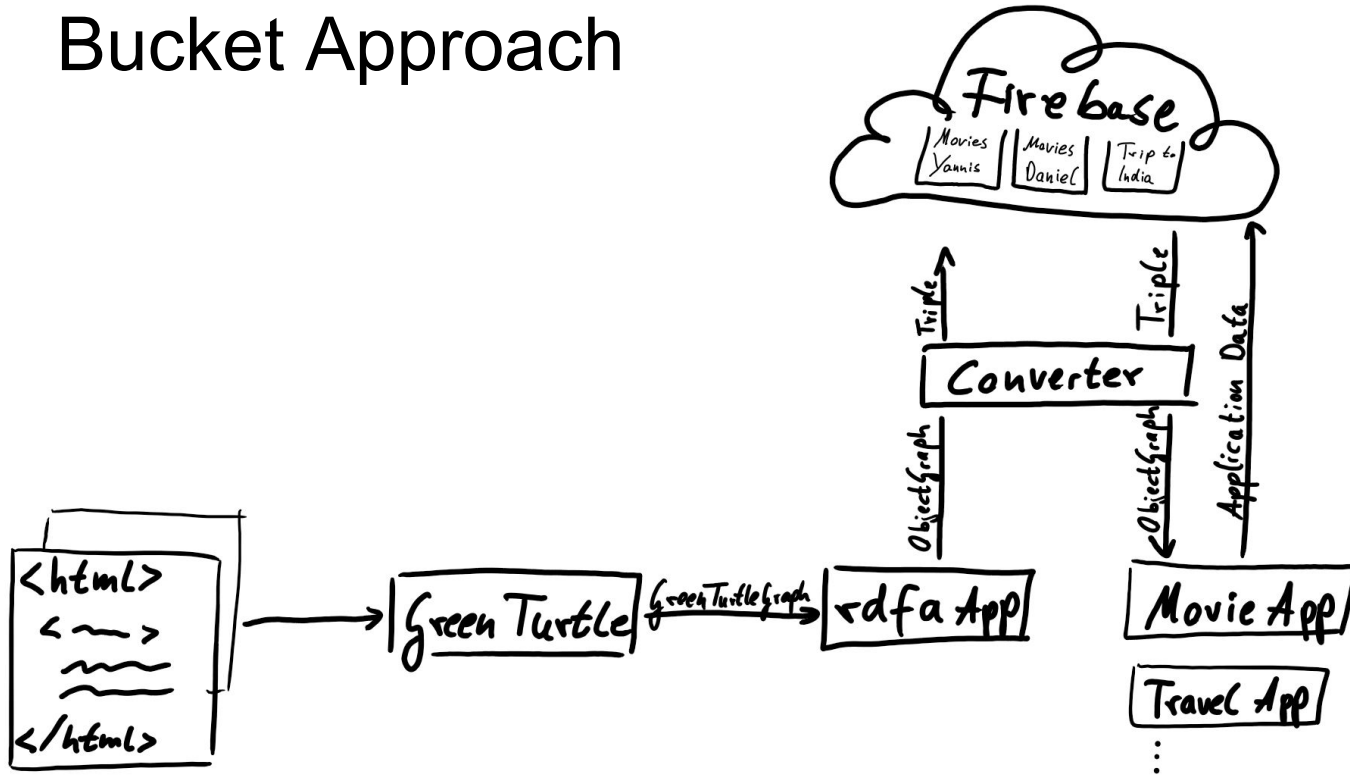 Bucket Approach
Firebase
Movies
Yannis
Movies
Daniel
Trip to
India
Triple
Triple
Converter
ObjectGraph
ObjectGraph
Application Data
<html>
< ~ >
</html>
Green Turtle
GreenTurtleGraph
rdfa App
Movie App
Travel App
⋮